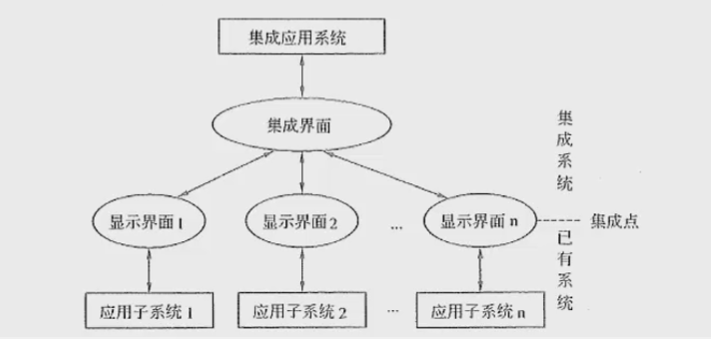 集成应用系统
集成界面
集成系统
显示界面1 显示界面2 ... 显示界面n 集成点
已有系统
应用子系统1 应用子系统2 ... 应用子系统n